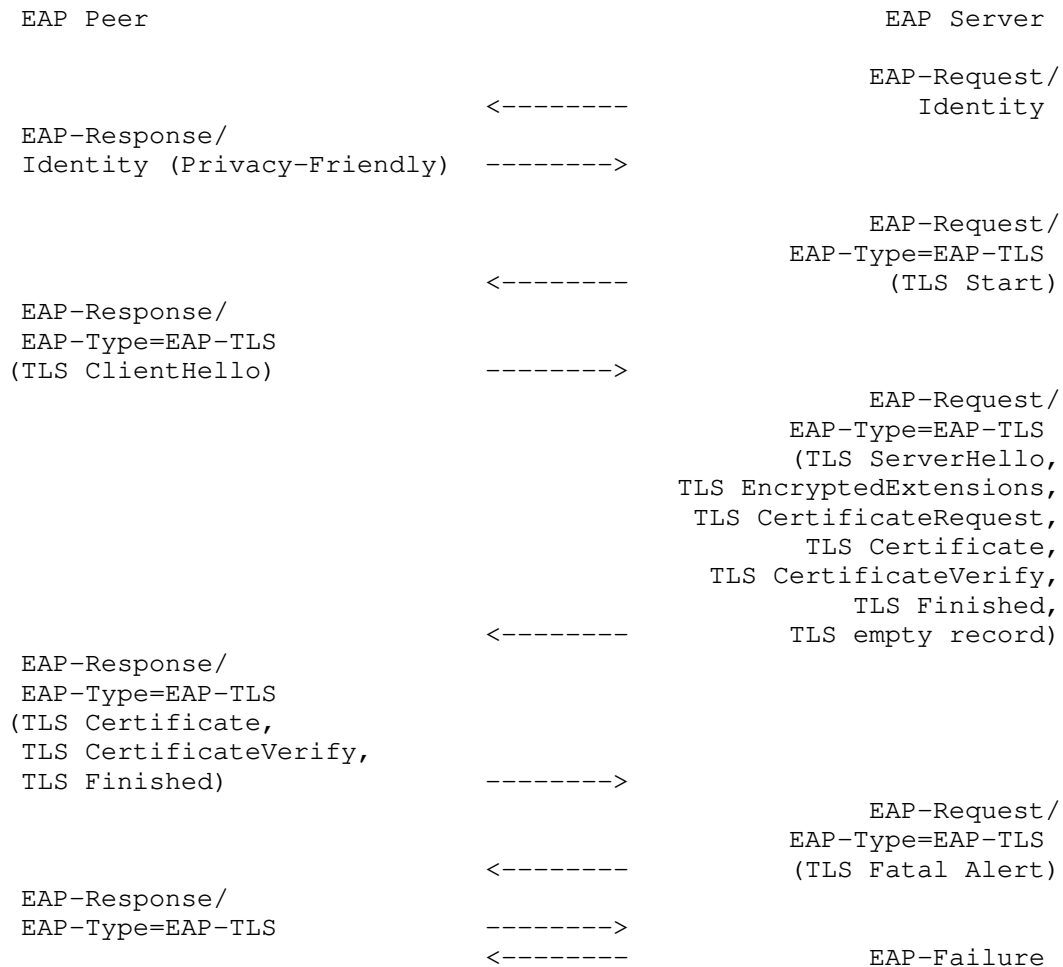 EAP Peer EAP Server
EAP-Request/
<-------- Identity
EAP-Response/
Identity (Privacy-Friendly) -------->
EAP-Request/
EAP-Type=EAP-TLS
<-------- (TLS Start)
EAP-Response/
EAP-Type=EAP-TLS
(TLS ClientHello) -------->
EAP-Request/
EAP-Type=EAP-TLS
(TLS ServerHello,
TLS EncryptedExtensions,
TLS CertificateRequest,
TLS Certificate,
TLS CertificateVerify,
TLS Finished,
<-------- TLS empty record)
EAP-Response/
EAP-Type=EAP-TLS
(TLS Certificate,
TLS CertificateVerify,
TLS Finished) -------->
EAP-Request/
EAP-Type=EAP-TLS
<-------- (TLS Fatal Alert)
EAP-Response/
EAP-Type=EAP-TLS -------->
<-------- EAP-Failure